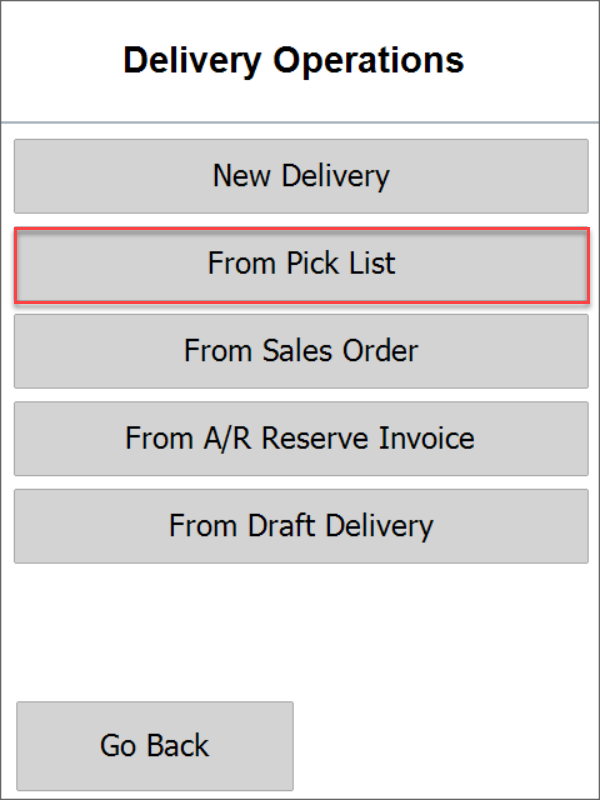 Delivery Operations
New Delivery
From Pick List
From Sales Order
From A/R Reserve Invoice
From Draft Delivery
Go Back